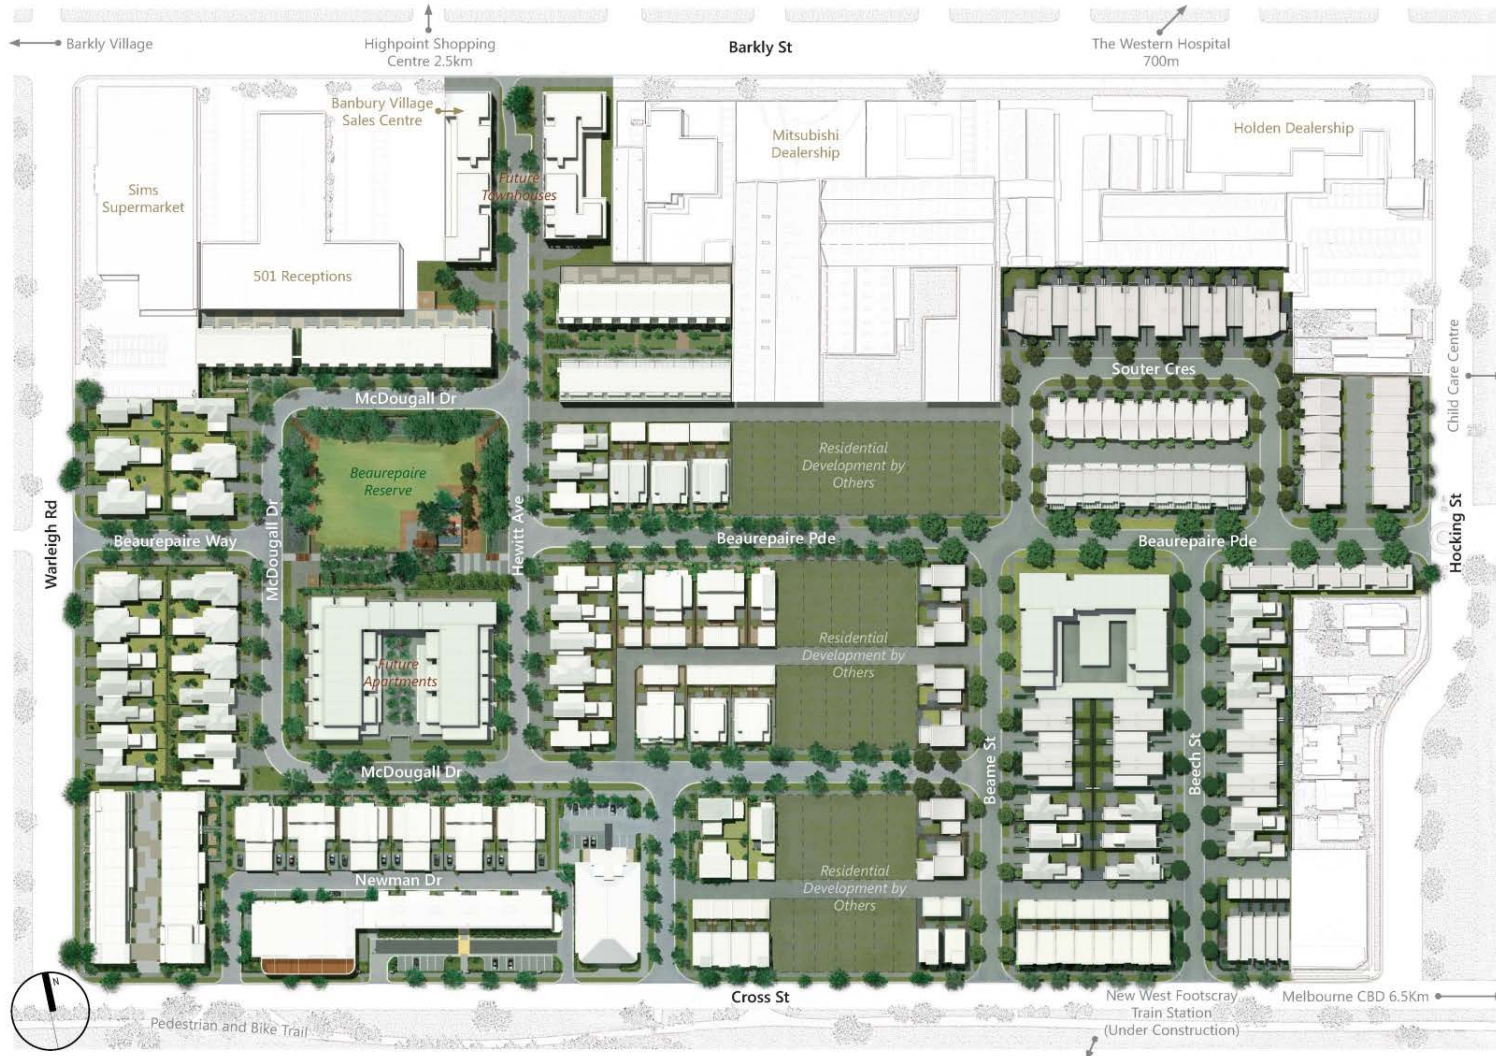 Barkly Village
Highpoint Shopping
Centre 2.5km
Barkly St
The Western Hospital
700m
Banbury Village
Sales Centre
Mitsubishi
Dealership
Holden Dealership
Sims
Supermarket
Future
Townhouses
501 Receptions
McDougall Dr
Souter Cres
Child Care Centre
Beaurepaire
Reserve
Residential
Development by
Others
Warleigh Rd
Beaurepaire Way
McDougall Dr
Hewitt Ave
Beaurepaire Pde
Beaurepaire Pde
Hocking St
Future
Apartments
Residential
Development by
Others
McDougall Dr
Beame St
Beech St
Newman Dr
Residential
Development by
Others
N
Cross St
New West Footscray
Train Station
(Under Construction)
Melbourne CBD 6.5Km
Pedestrian and Bike Trail